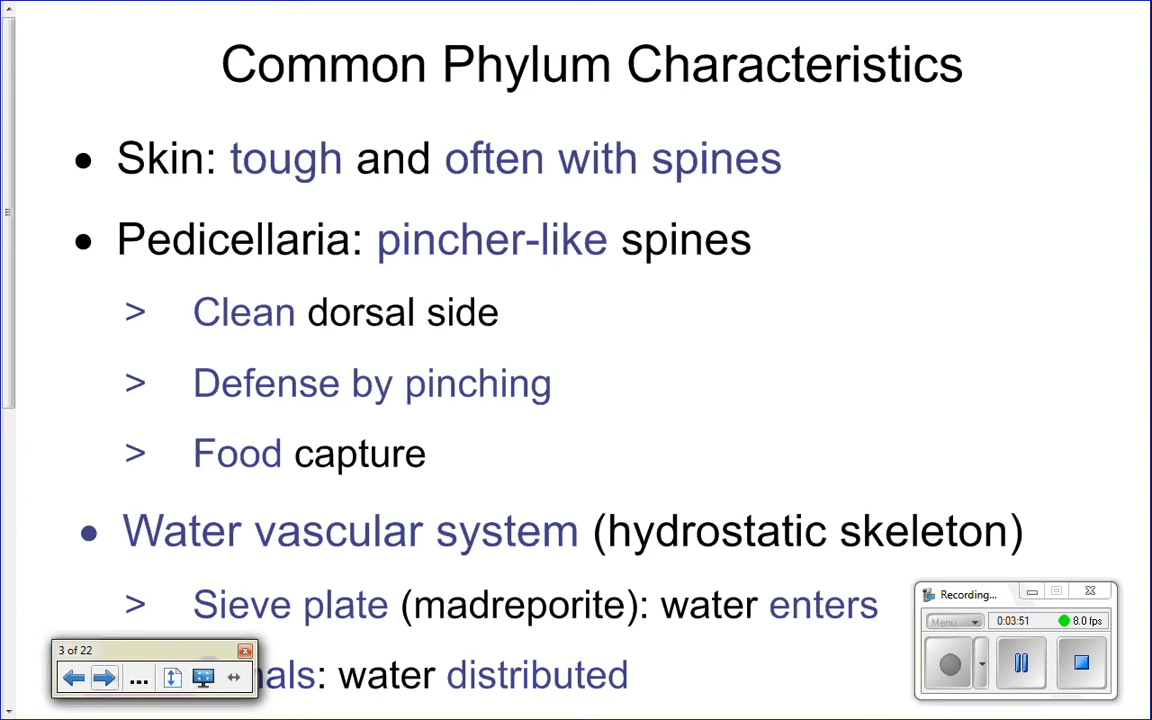 Common Phylum Characteristics
• Skin: tough and often with spines
• Pedicellaria: pincher-like spines
> Clean dorsal side
> Defense by pinching
> Food capture
• Water vascular system (hydrostatic skeleton)
> Sieve plate (madreporite): water enters
nals: water distributed
3 of 22
...
Recording...
Menu
0:03:51
8.0 fps